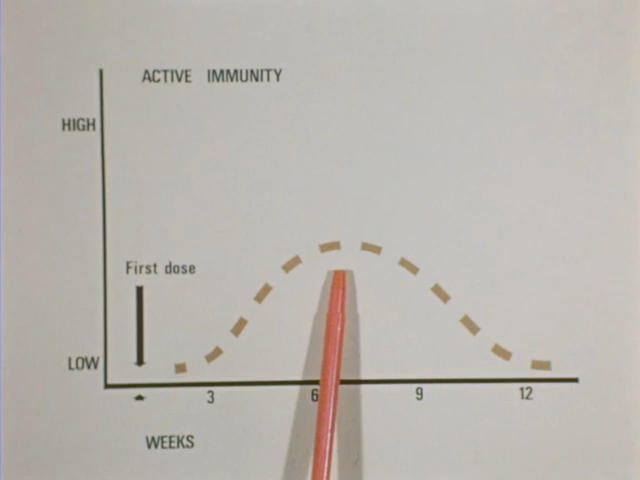 ACTIVE IMMUNITY
HIGH
First dose
LOW
3 6 9 12
WEEKS